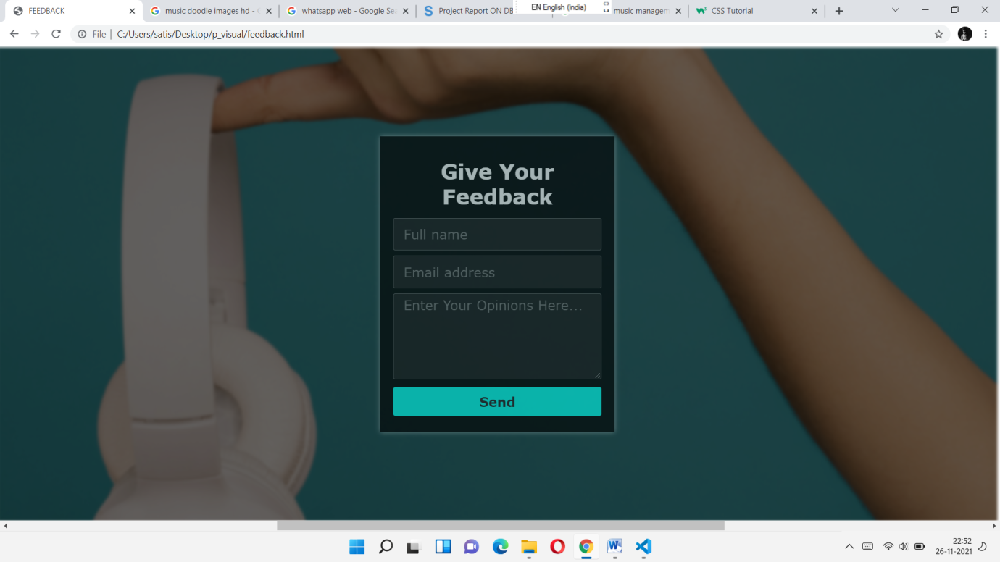 FEEDBACK
music doodle images hd - G
whatsapp web - Google Sea
Project Report ON DE
EN English (India)
music managem
CSS Tutorial
File | C:/Users/satis/Desktop/p_visual/feedback.html
Give Your
Feedback
Full name
Email address
Enter Your Opinions Here...
Send
22:52
26-11-2021